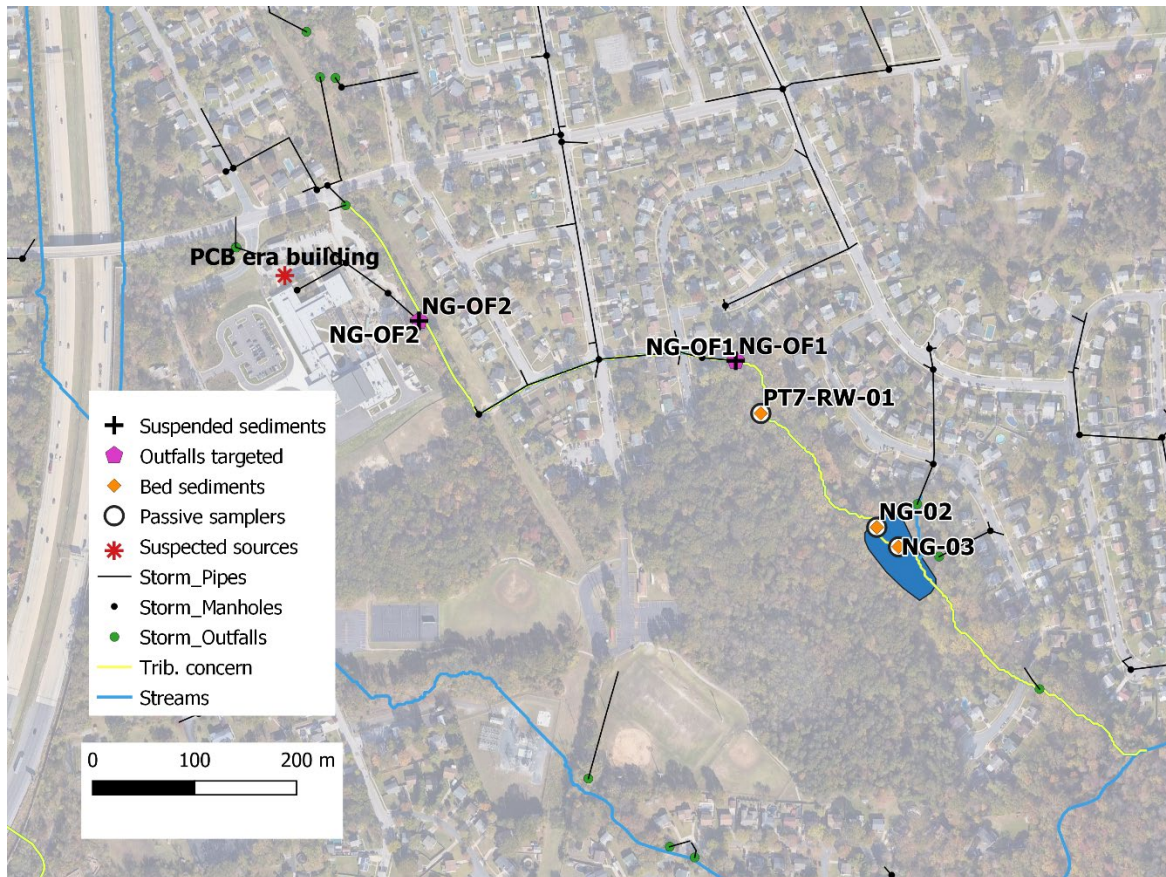 PCB era building
NG-OF2
NG-OF2
NG-OF1
NG-OF1
PT7-RW-01
NG-02
NG-03
Suspended sediments
Outfalls targeted
Bed sediments
Passive samplers
Suspected sources
Storm_Pipes
Storm_Manholes
Storm_Outfalls
Trib. concern
Streams
0 100 200 m